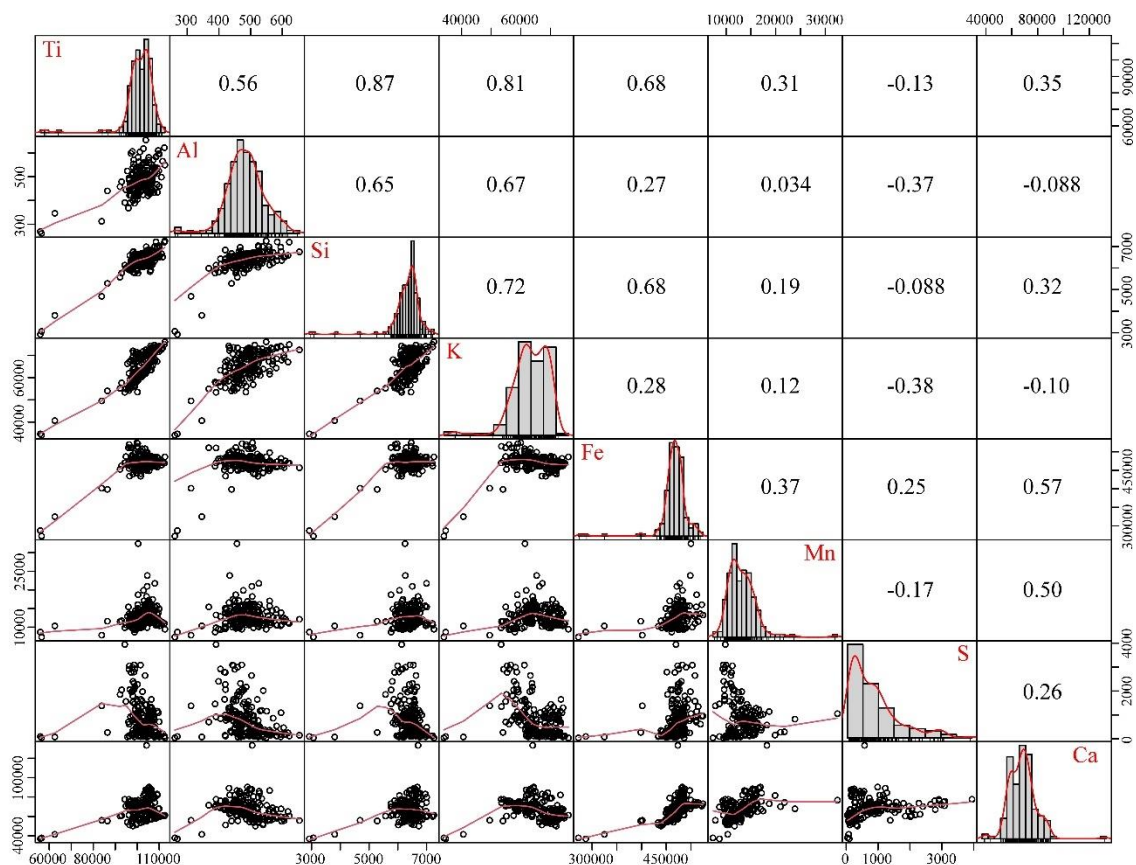 300 400 500 600 40000 60000 10000 20000 30000 40000 80000 120000
Ti 0.56 0.87 0.81 0.68 0.31 -0.13 0.35
60000 90000
Al 0.65 0.67 0.27 0.034 -0.37 -0.088
300 500
Si 0.72 0.68 0.19 -0.088 0.32
3000 5000 7000
K 0.28 0.12 -0.38 -0.10
40000 60000
Fe 0.37 0.25 0.57
300000 450000
Mn -0.17 0.50
10000 25000
S 0.26
0 2000 4000
Ca
40000 100000
60000 80000 110000 3000 5000 7000 300000 450000 0 1000 3000